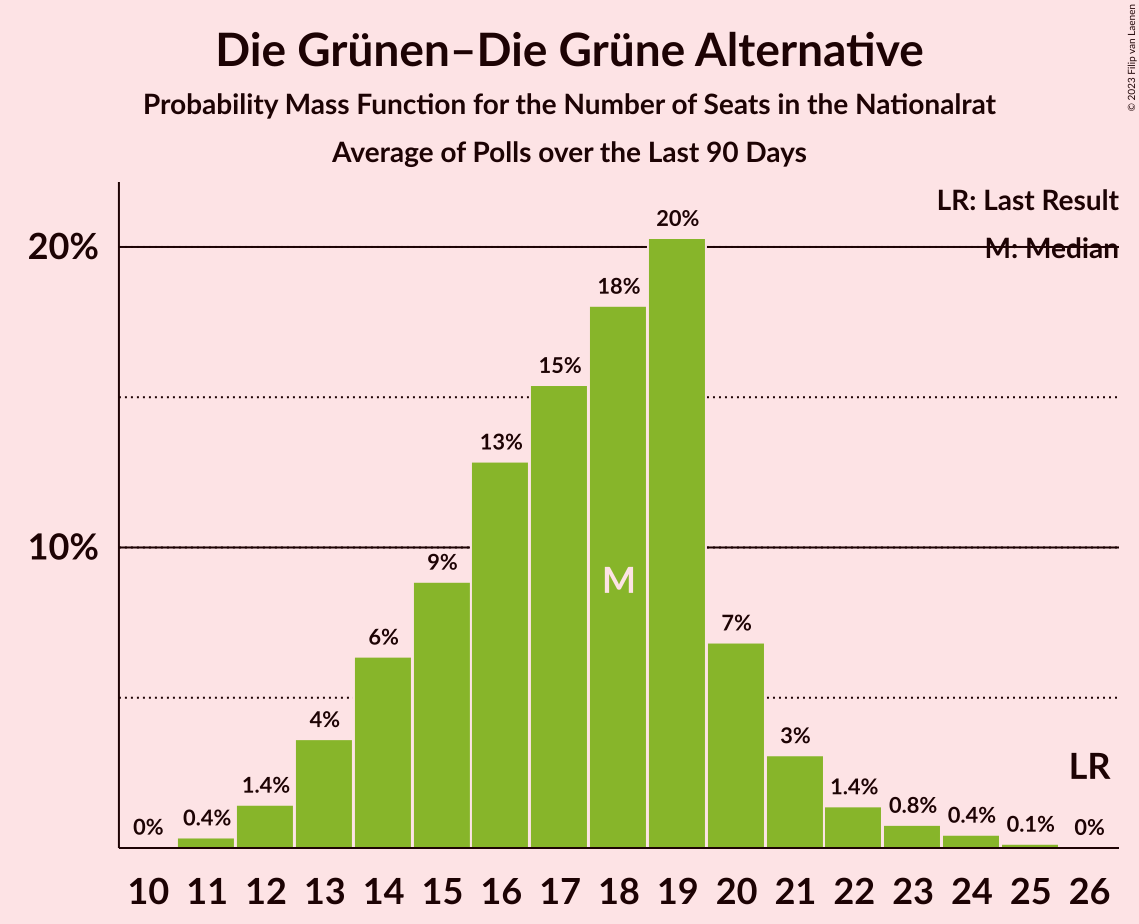 Die Grünen–Die Grüne Alternative
Probability Mass Function for the Number of Seats in the Nationalrat
Average of Polls over the Last 90 Days
© 2023 Filip van Laenen
LR: Last Result
M: Median
20%
10%
0%
0.4%
1.4%
4%
6%
9%
13%
15%
18%
20%
7%
3%
1.4%
0.8%
0.4%
0.1%
0%
M
LR
10 11 12 13 14 15 16 17 18 19 20 21 22 23 24 25 26